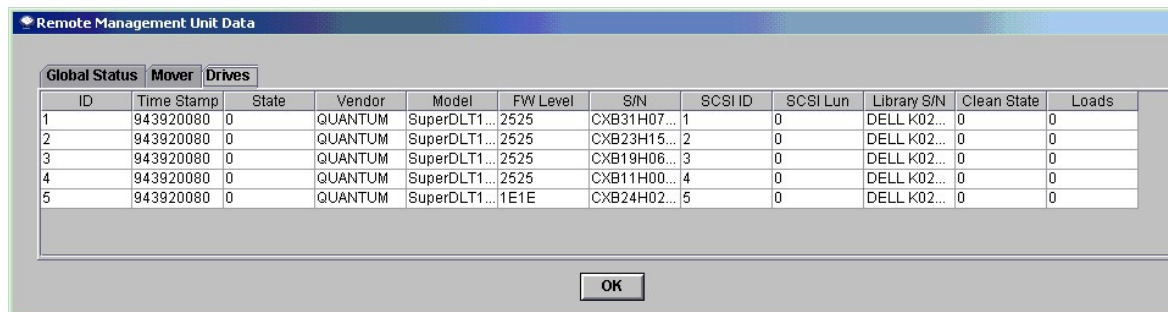 Remote Management Unit Data
Global Status Mover Drives
ID Time Stamp State Vendor Model FW Level S/N SCSI ID SCSI Lun Library S/N Clean State Loads
1 943920080 0 QUANTUM SuperDLT1... 2525 CXB31H07... 1 0 DELL K02... 0 0
2 943920080 0 QUANTUM SuperDLT1... 2525 CXB23H15... 2 0 DELL K02... 0 0
3 943920080 0 QUANTUM SuperDLT1... 2525 CXB19H06... 3 0 DELL K02... 0 0
4 943920080 0 QUANTUM SuperDLT1... 2525 CXB11H00... 4 0 DELL K02... 0 0
5 943920080 0 QUANTUM SuperDLT1... 1E1E CXB24H02... 5 0 DELL K02... 0 0
OK